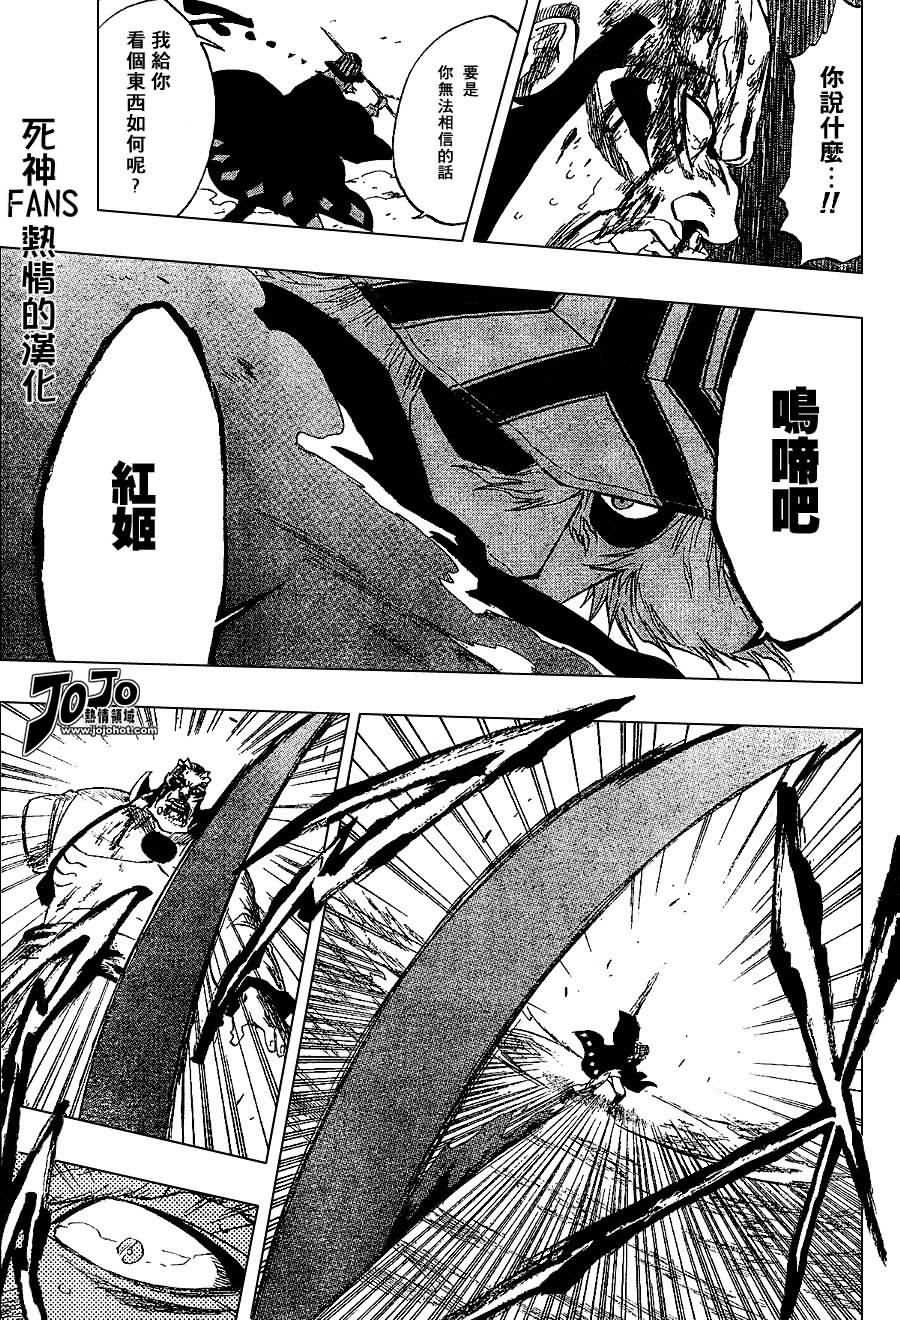 你說什麼…!!
要是
你無法相信的話
我給你
看個東西如何呢？
死神FANS熱情的漢化
嗚啼吧
紅姬
JOJO
熱情領域
www.jojohot.com